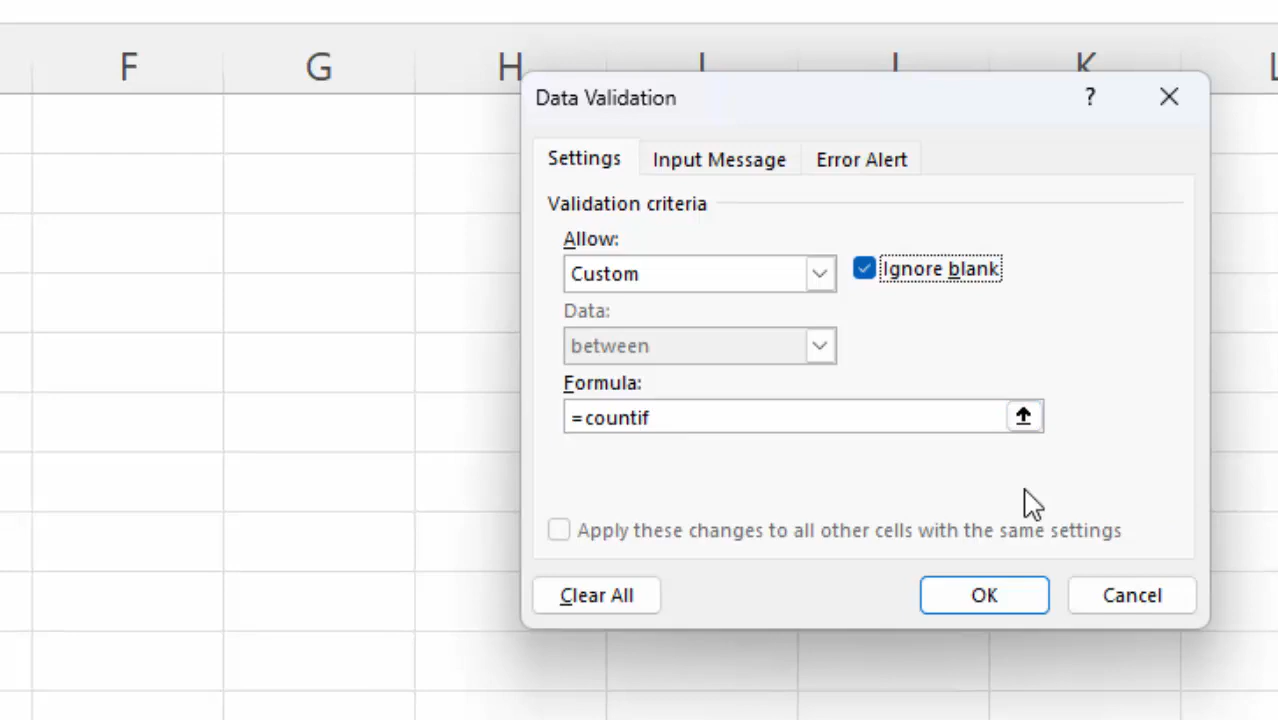 F G H I J K L
Data Validation ?
Settings Input Message Error Alert
Validation criteria
Allow:
Custom Ignore blank
Data:
between
Formula:
=countif
Apply these changes to all other cells with the same settings
Clear All OK Cancel